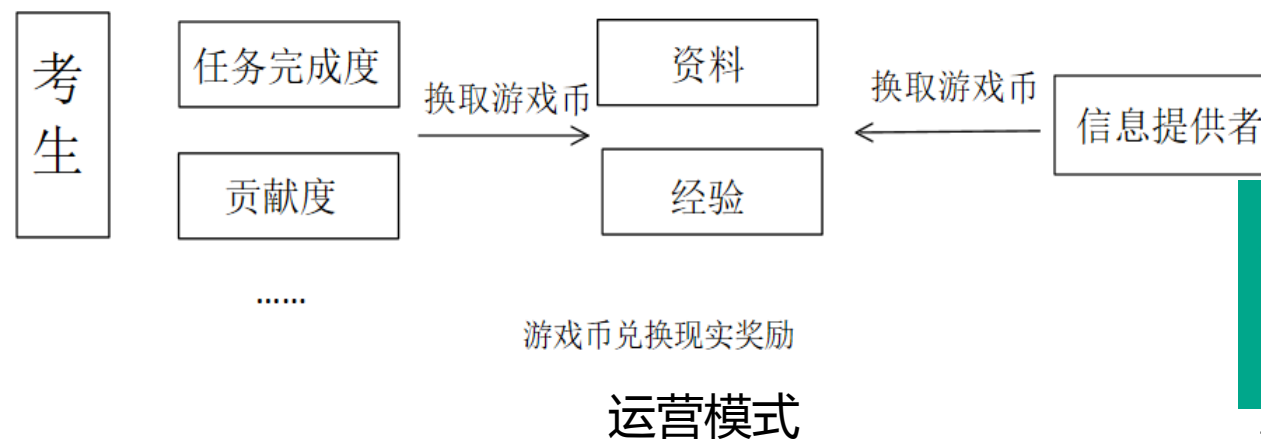 考生
任务完成度
贡献度
……
换取游戏币
资料
经验
换取游戏币
信息提供者
游戏币兑换现实奖励
运营模式